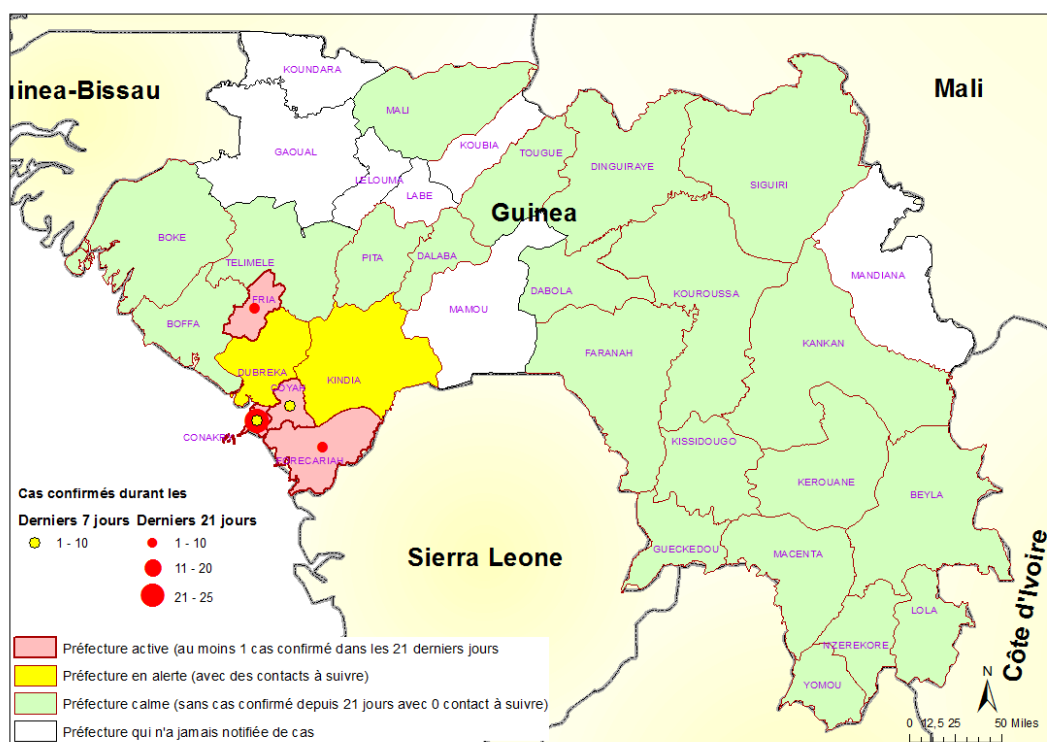 KOUNDARA
uinea-Bissau
Mali
MALI
GAOUAL
KOUBIA
TOUGUE
DINGUIRAYE
SIGUIRI
LELOUMA
LABE
Guinea
BOKE
PITA
DALABA
TELIMELE
MANDIANA
FRIA
DABOLA
KOUROUSSA
MAMOU
BOFFA
KANKAN
FARANAH
DUBREKA
KINDIA
COYAH
CONAKR
KISSIDOUGO
FORECARIAH
KEROUANE
BEYLA
Sierra Leone
GUECKEDOU
MACENTA
LOLA
NZEREKORE
YOMOU
Côte d'Ivoire
Cas confirmés durant les
Derniers 7 jours Derniers 21 jours
1 - 10 1 - 10
11 - 20
21 - 25
Préfecture active (au moins 1 cas confirmé dans les 21 derniers jours
Préfecture en alerte (avec des contacts à suivre)
Préfecture calme (sans cas confirmé depuis 21 jours avec 0 contact à suivre)
Préfecture qui n'a jamais notifiée de cas
N
0 12,5 25 50 Miles